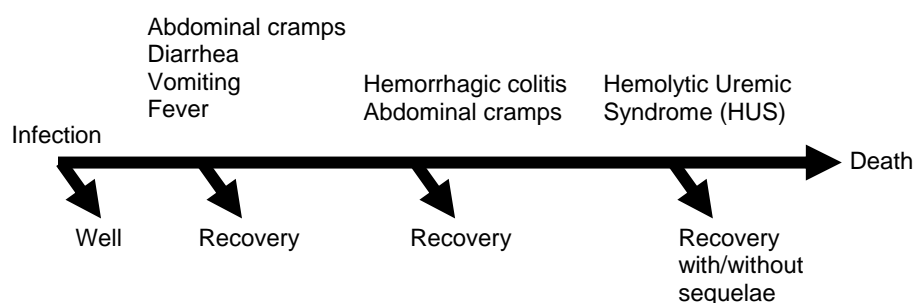 Abdominal cramps
Diarrhea
Vomiting
Fever
Hemorrhagic colitis
Abdominal cramps
Hemolytic Uremic
Syndrome (HUS)
Infection
Death
Well
Recovery
Recovery
Recovery
with/without
sequelae